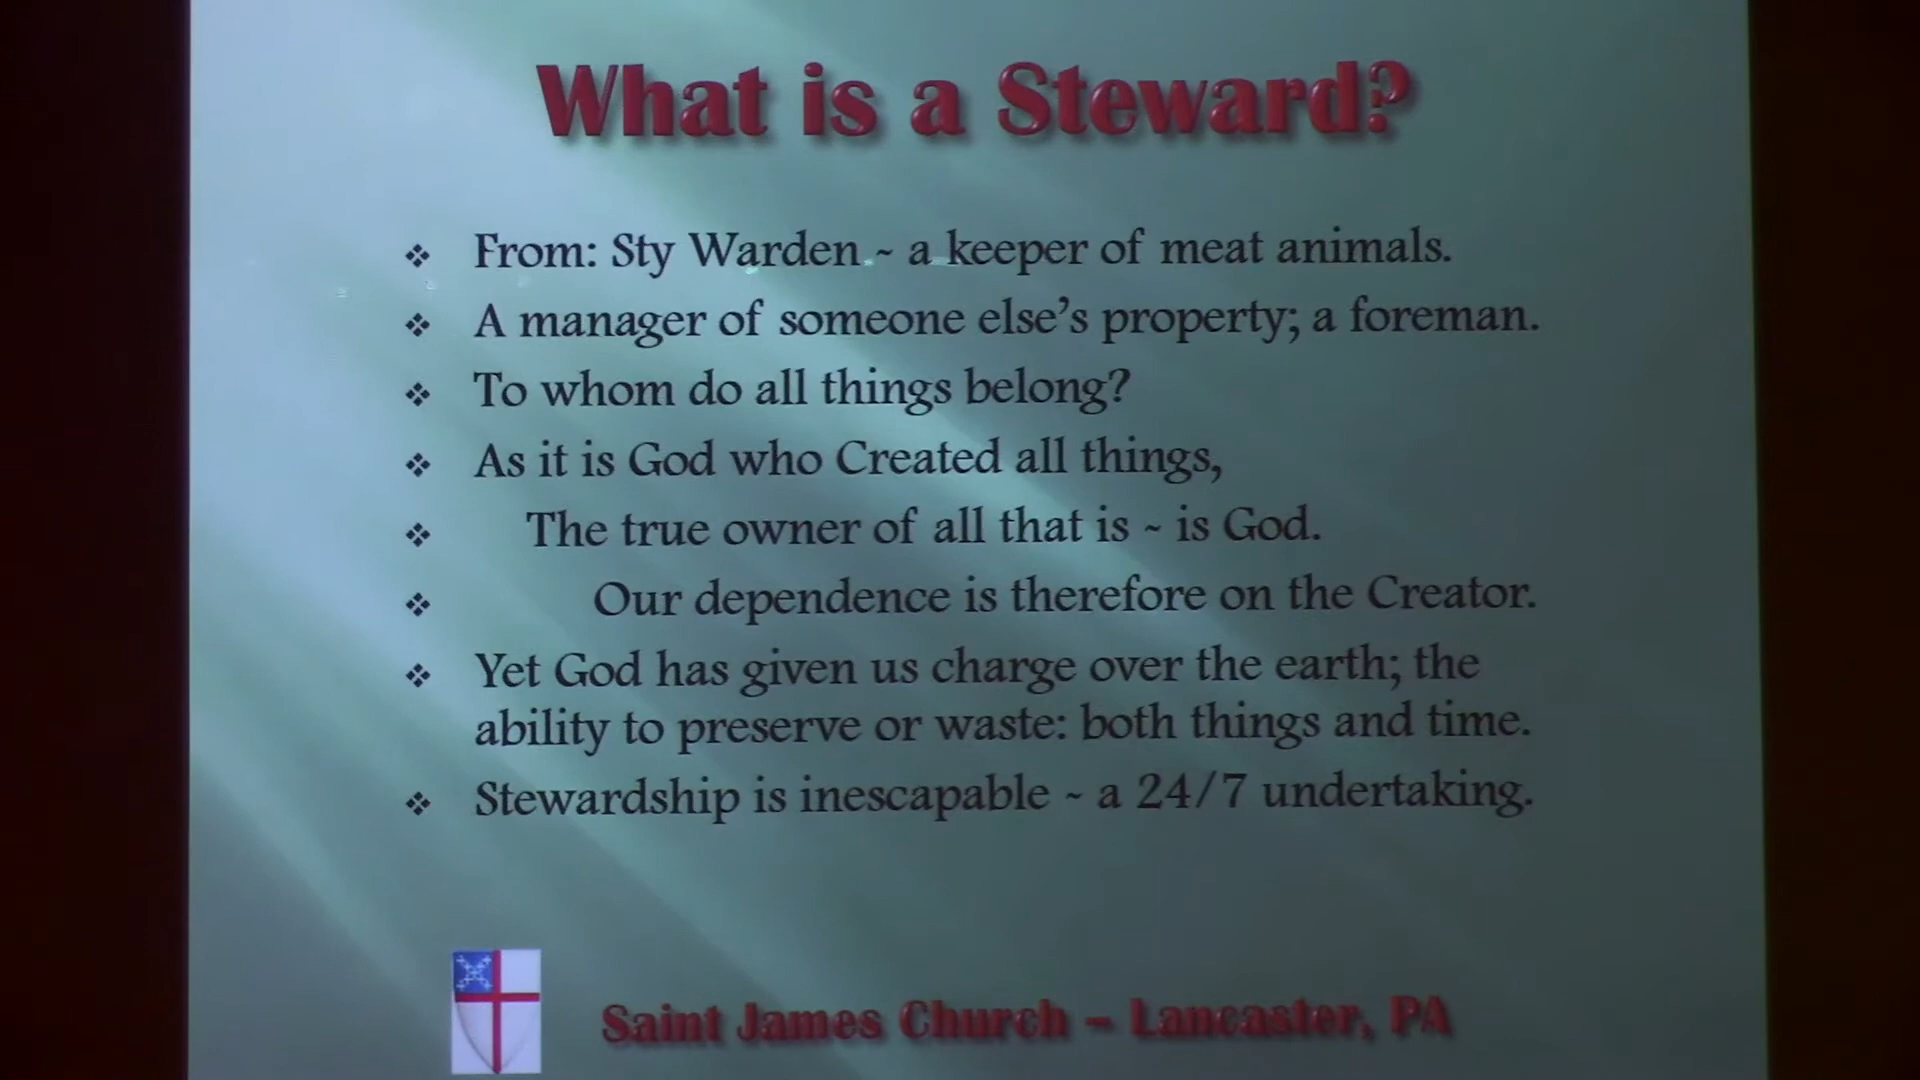 What is a Steward?
❖ From: Sty Warden ~ a keeper of meat animals.
❖ A manager of someone else's property; a foreman.
❖ To whom do all things belong?
❖ As it is God who Created all things,
❖ The true owner of all that is ~ is God.
❖ Our dependence is therefore on the Creator.
❖ Yet God has given us charge over the earth; the
ability to preserve or waste: both things and time.
❖ Stewardship is inescapable ~ a 24/7 undertaking.
Saint James Church – Lancaster, PA